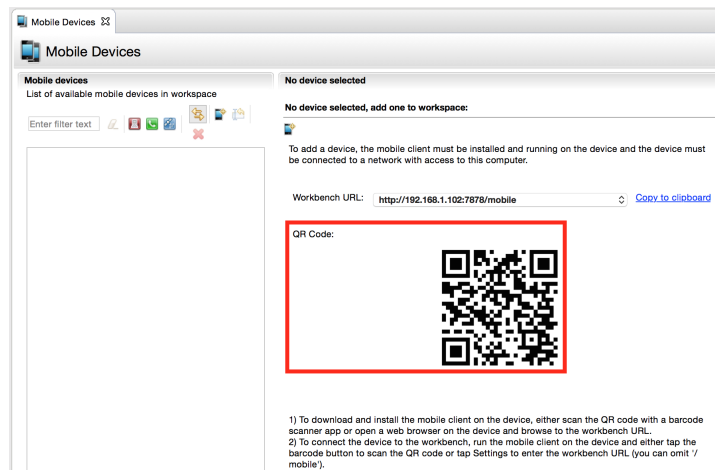 Mobile Devices
Mobile Devices
Mobile devices
List of available mobile devices in workspace
Enter filter text
No device selected
No device selected, add one to workspace:
To add a device, the mobile client must be installed and running on the device and the device must
be connected to a network with access to this computer.
Workbench URL: http://192.168.1.102:7878/mobile Copy to clipboard
QR Code:
1) To download and install the mobile client on the device, either scan the QR code with a barcode
scanner app or open a web browser on the device and browse to the workbench URL.
2) To connect the device to the workbench, run the mobile client on the device and either tap the
barcode button to scan the QR code or tap Settings to enter the workbench URL (you can omit '/
mobile').